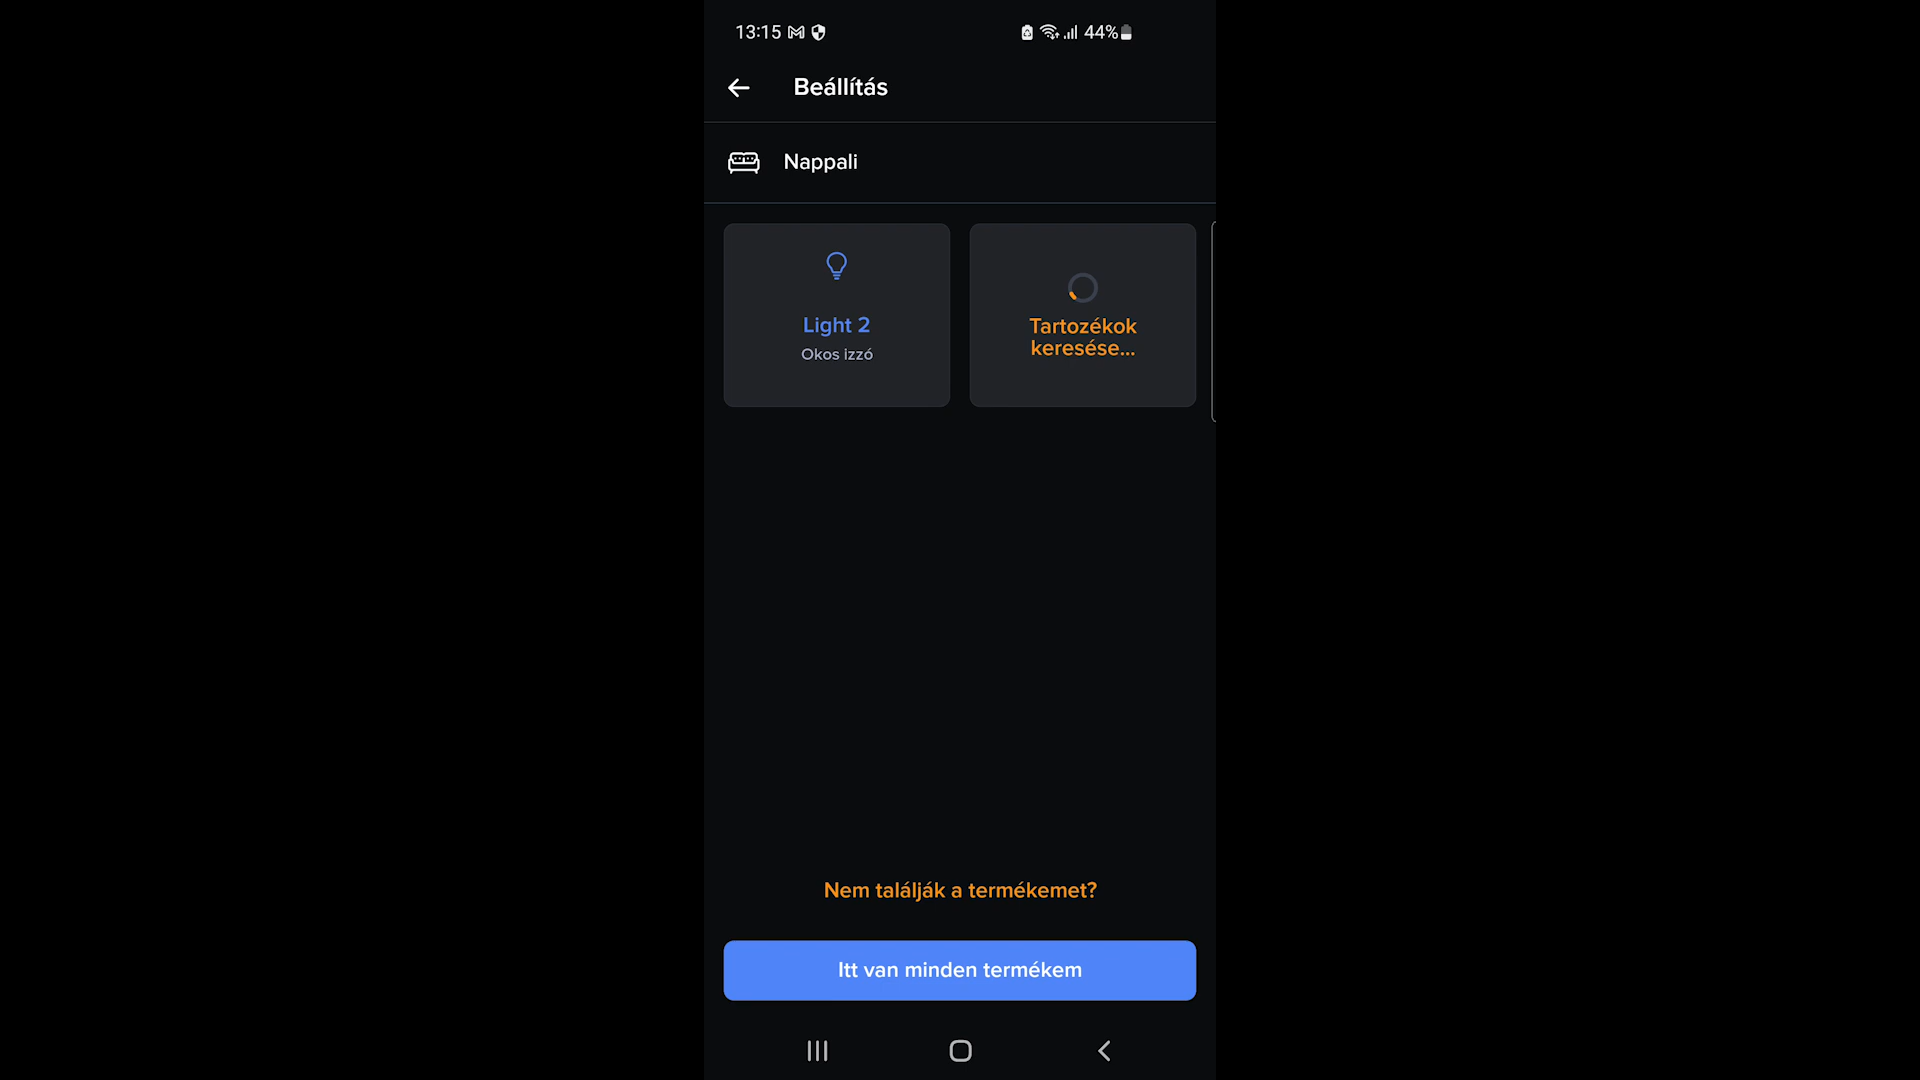 13:15
44%
Beállítás
Nappali
Light 2
Okos izzó
Tartozékok
keresése...
Nem találják a termékemet?
Itt van minden termékem